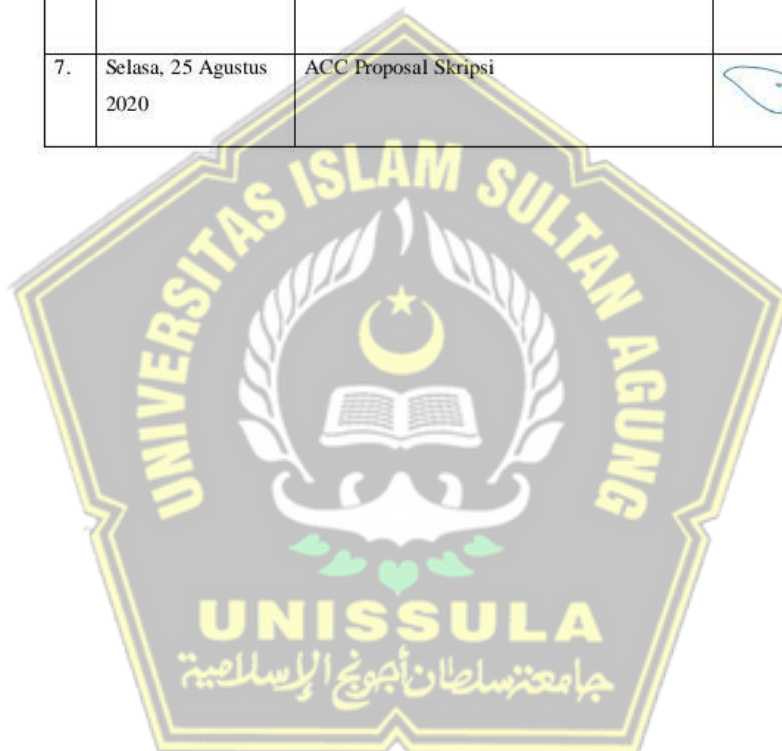 7. Selasa, 25 Agustus ACC Proposal Skripsi
2020
UNIVERSITAS ISLAM SULTAN AGUNG
UNISSULA
جامعة سلطان أجونج الإسلامية